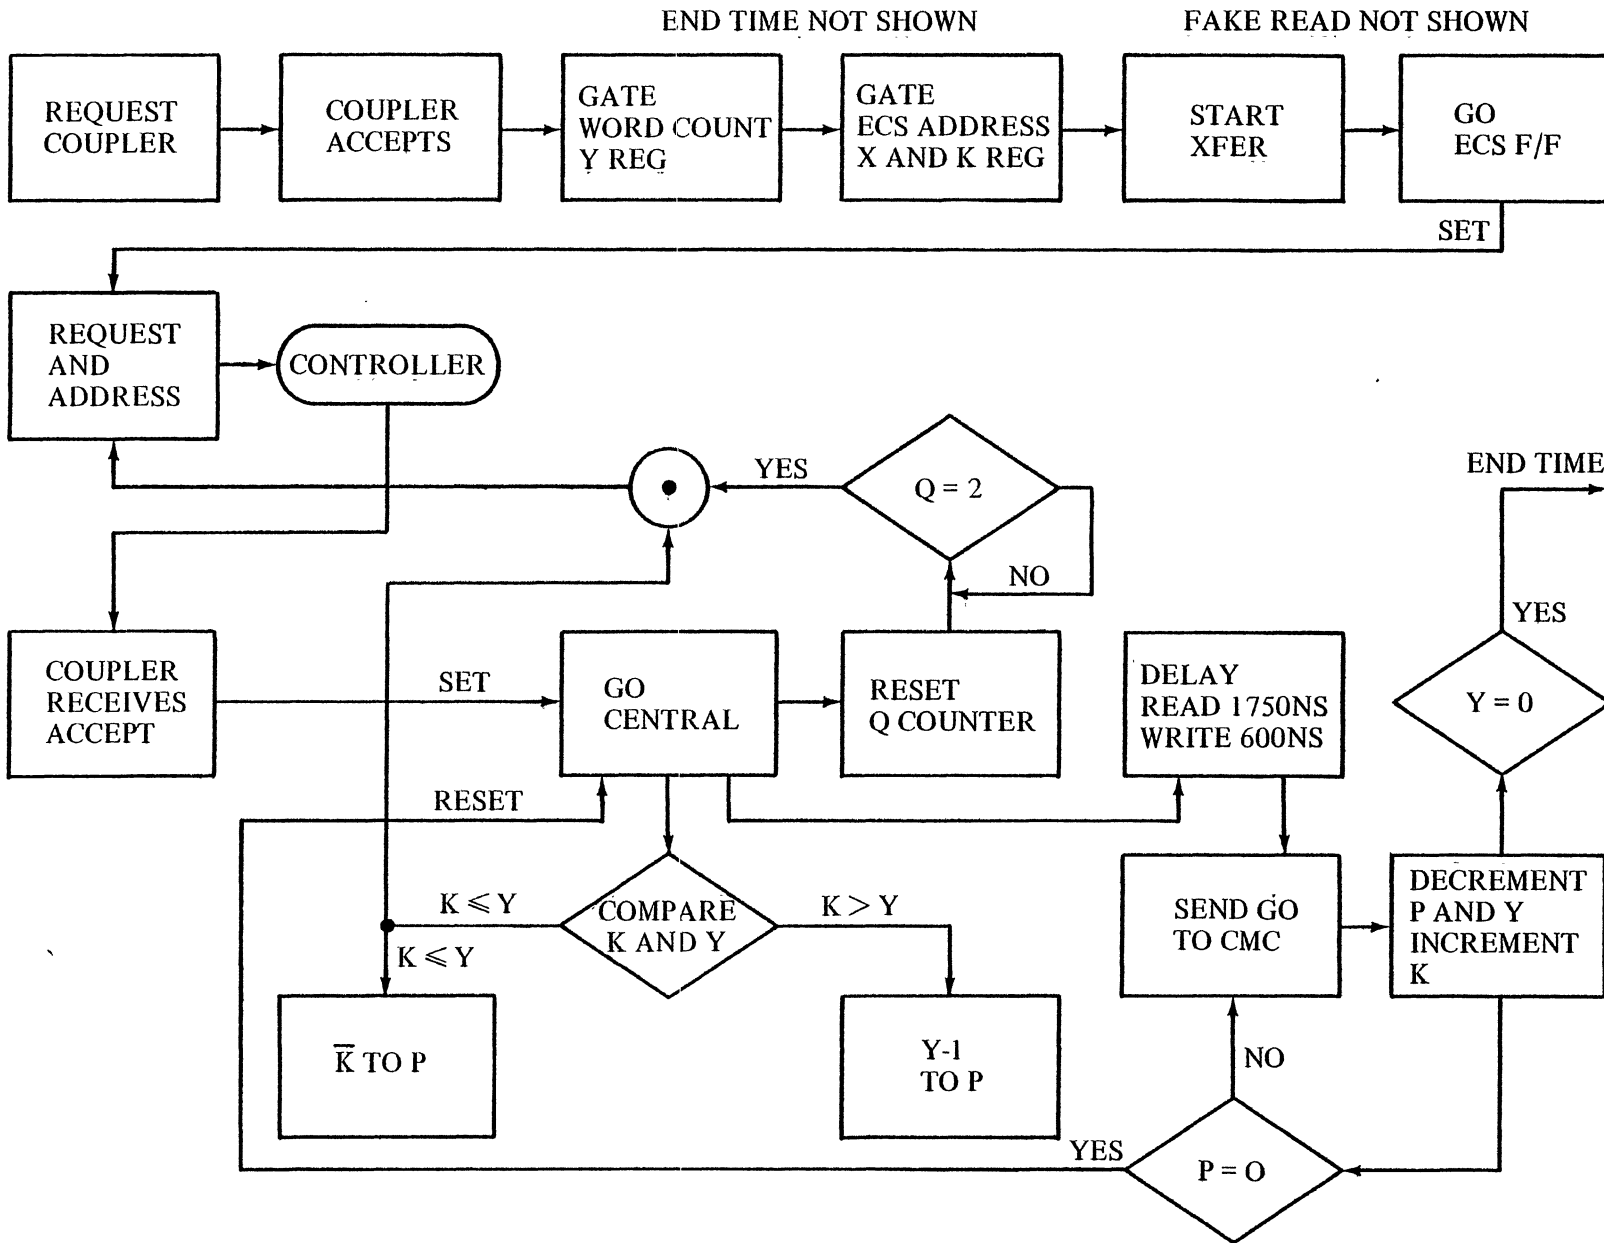 END TIME NOT SHOWN
FAKE READ NOT SHOWN
REQUEST
COUPLER
COUPLER
ACCEPTS
GATE
WORD COUNT
Y REG
GATE
ECS ADDRESS
X AND K REG
START
XFER
GO
ECS F/F
SET
REQUEST
AND
ADDRESS
CONTROLLER
YES
Q = 2
NO
END TIME
YES
Y = 0
COUPLER
RECEIVES
ACCEPT
SET
GO
CENTRAL
RESET
Q COUNTER
DELAY
READ 1750NS
WRITE 600NS
RESET
K ⩽ Y
COMPARE
K AND Y
K > Y
K ⩽ Y
SEND GO
TO CMC
DECREMENT
P AND Y
INCREMENT
K
K̅ TO P
Y-1
TO P
NO
YES
P = O